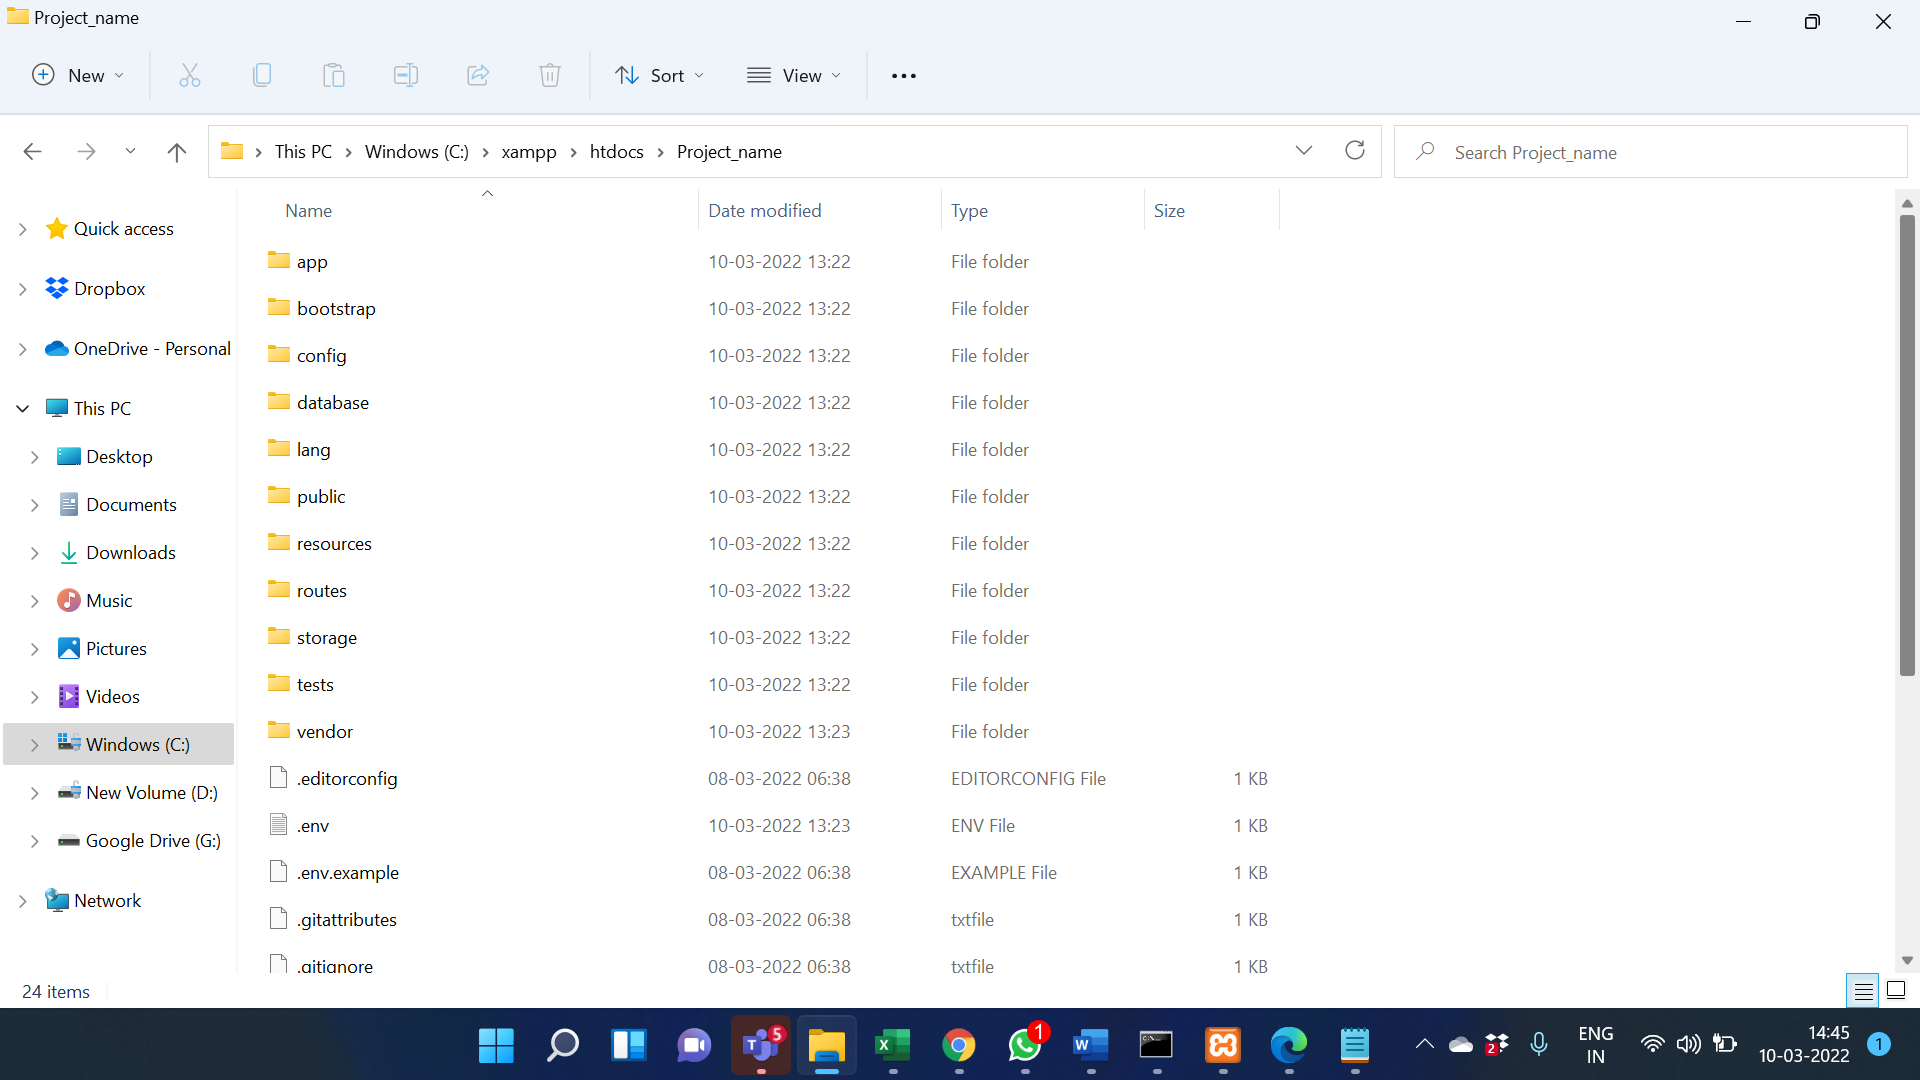 Project_name
New
Sort
View
This PC > Windows (C:) > xampp > htdocs > Project_name
Search Project_name
Quick access
Dropbox
OneDrive - Personal
This PC
Desktop
Documents
Downloads
Music
Pictures
Videos
Windows (C:)
New Volume (D:)
Google Drive (G:)
Network
Name Date modified Type Size
app 10-03-2022 13:22 File folder
bootstrap 10-03-2022 13:22 File folder
config 10-03-2022 13:22 File folder
database 10-03-2022 13:22 File folder
lang 10-03-2022 13:22 File folder
public 10-03-2022 13:22 File folder
resources 10-03-2022 13:22 File folder
routes 10-03-2022 13:22 File folder
storage 10-03-2022 13:22 File folder
tests 10-03-2022 13:22 File folder
vendor 10-03-2022 13:23 File folder
.editorconfig 08-03-2022 06:38 EDITORCONFIG File 1 KB
.env 10-03-2022 13:23 ENV File 1 KB
.env.example 08-03-2022 06:38 EXAMPLE File 1 KB
.gitattributes 08-03-2022 06:38 txtfile 1 KB
.gitignore 08-03-2022 06:38 txtfile 1 KB
24 items
T 5
X
1
W
2
ENG
IN
14:45
10-03-2022
1